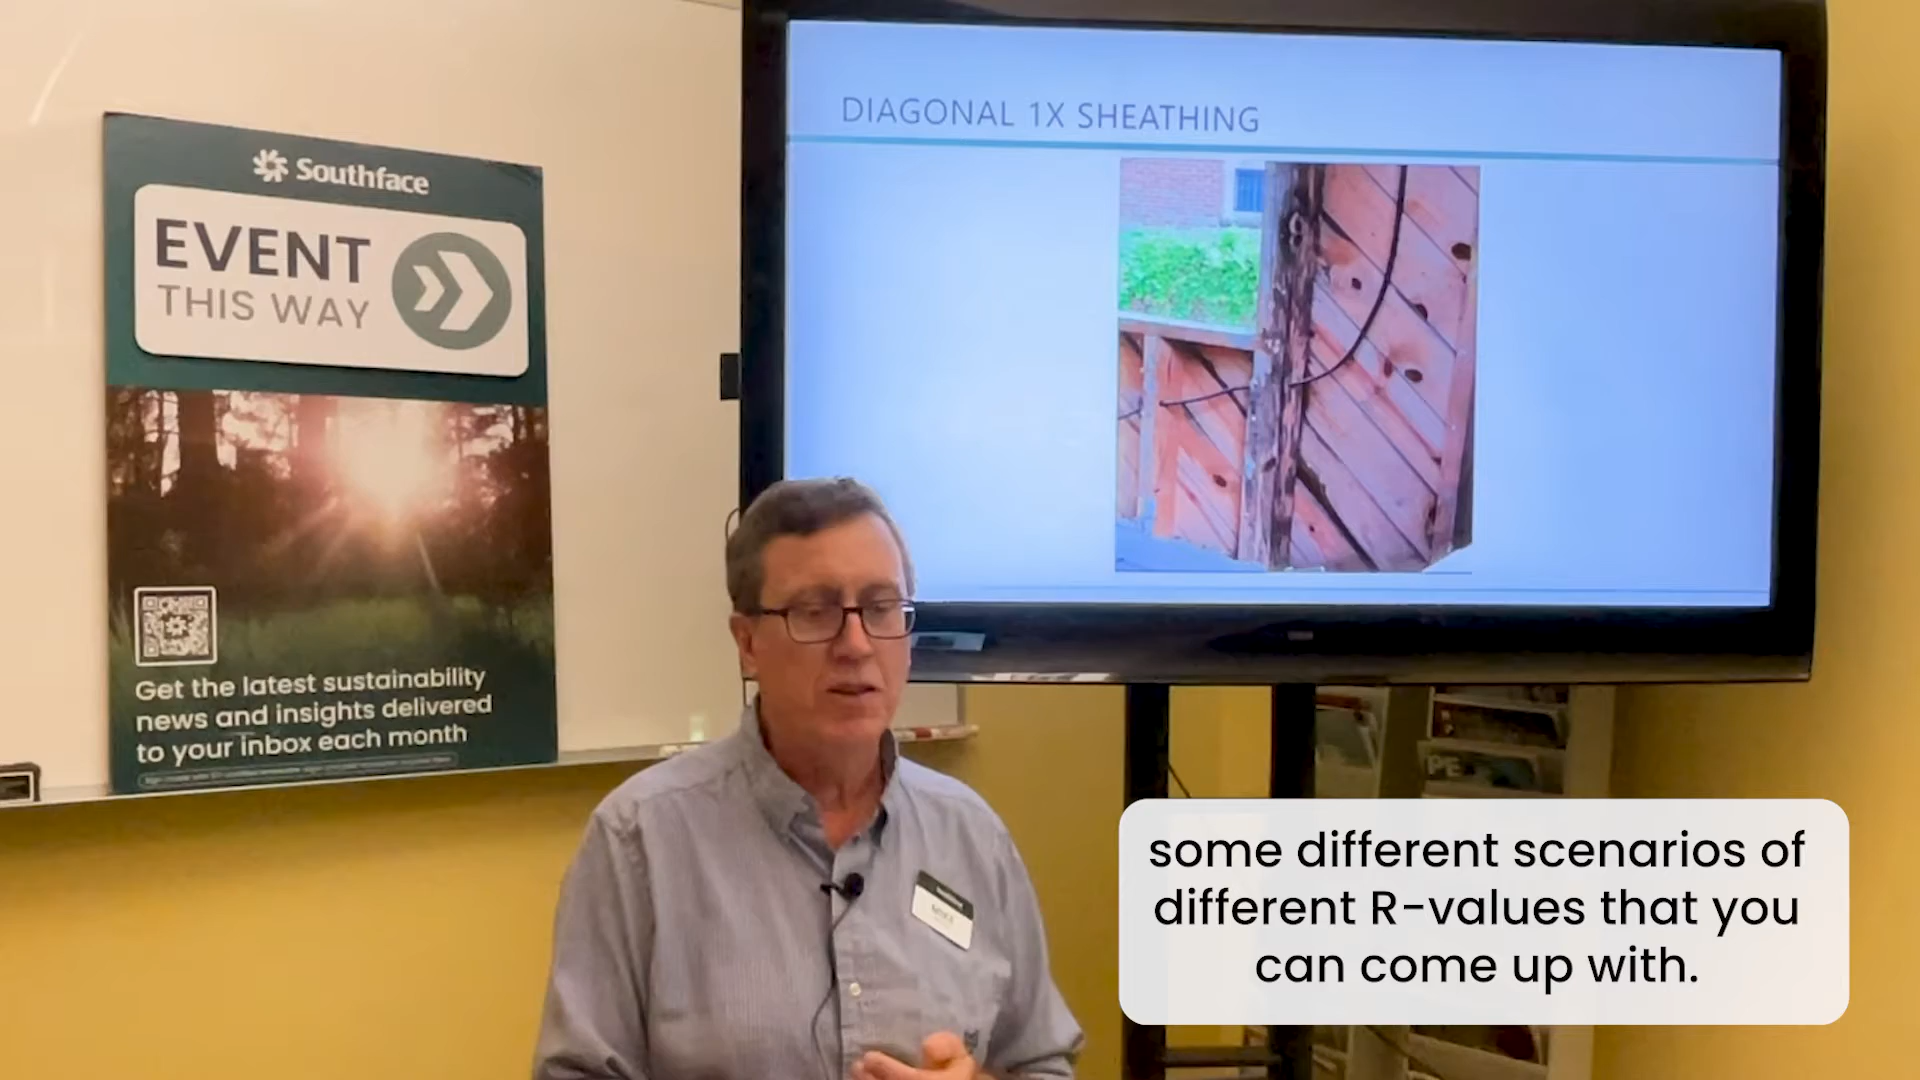 Southface
EVENT
THIS WAY
Get the latest sustainability
news and insights delivered
to your inbox each month
DIAGONAL 1X SHEATHING
PE
some different scenarios of
different R-values that you
can come up with.